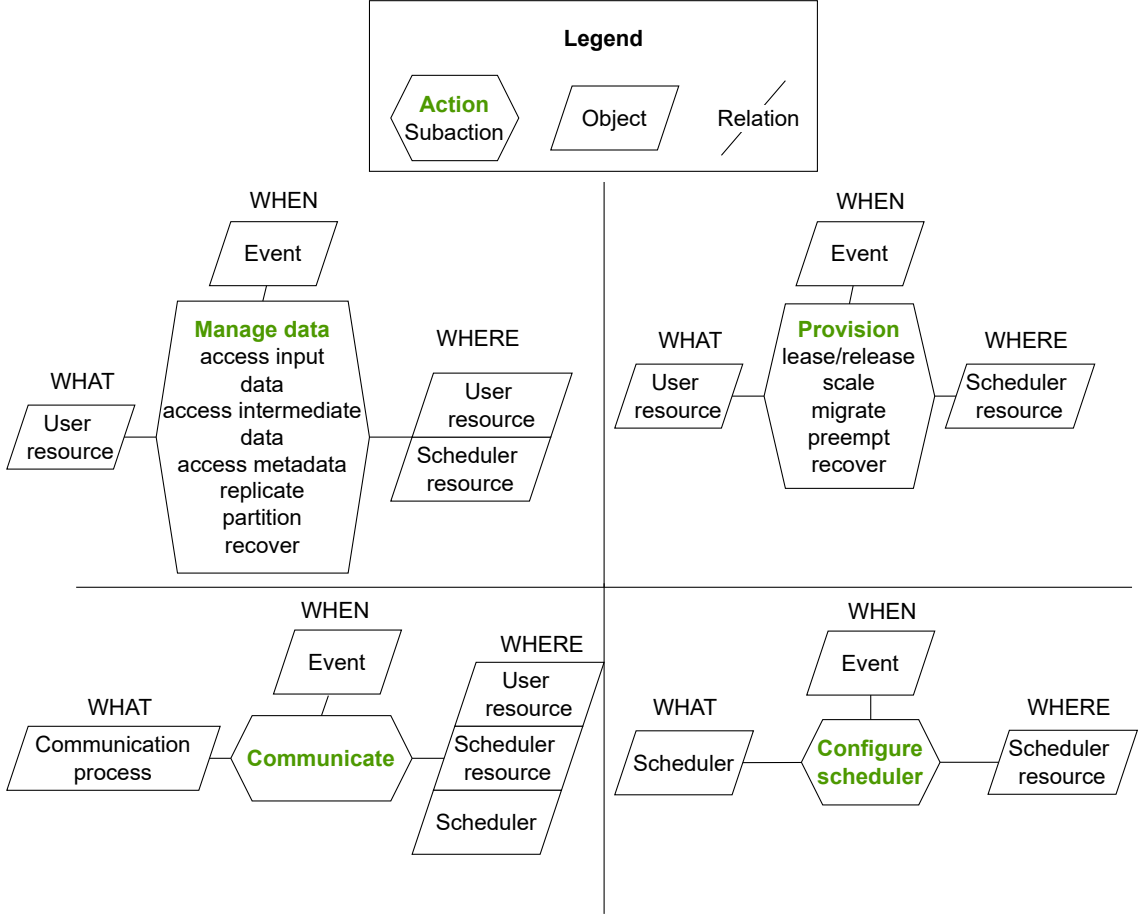 Legend
Action
Subaction
Object
Relation
WHEN
Event
Manage data
access input
data
access intermediate
data
access metadata
replicate
partition
recover
WHAT
User
resource
WHERE
User
resource
Scheduler
resource
WHEN
Event
Provision
lease/release
scale
migrate
preempt
recover
WHAT
User
resource
WHERE
Scheduler
resource
WHEN
Event
WHAT
Communication
process
Communicate
WHERE
User
resource
Scheduler
resource
Scheduler
WHEN
Event
WHAT
Scheduler
Configure
scheduler
WHERE
Scheduler
resource